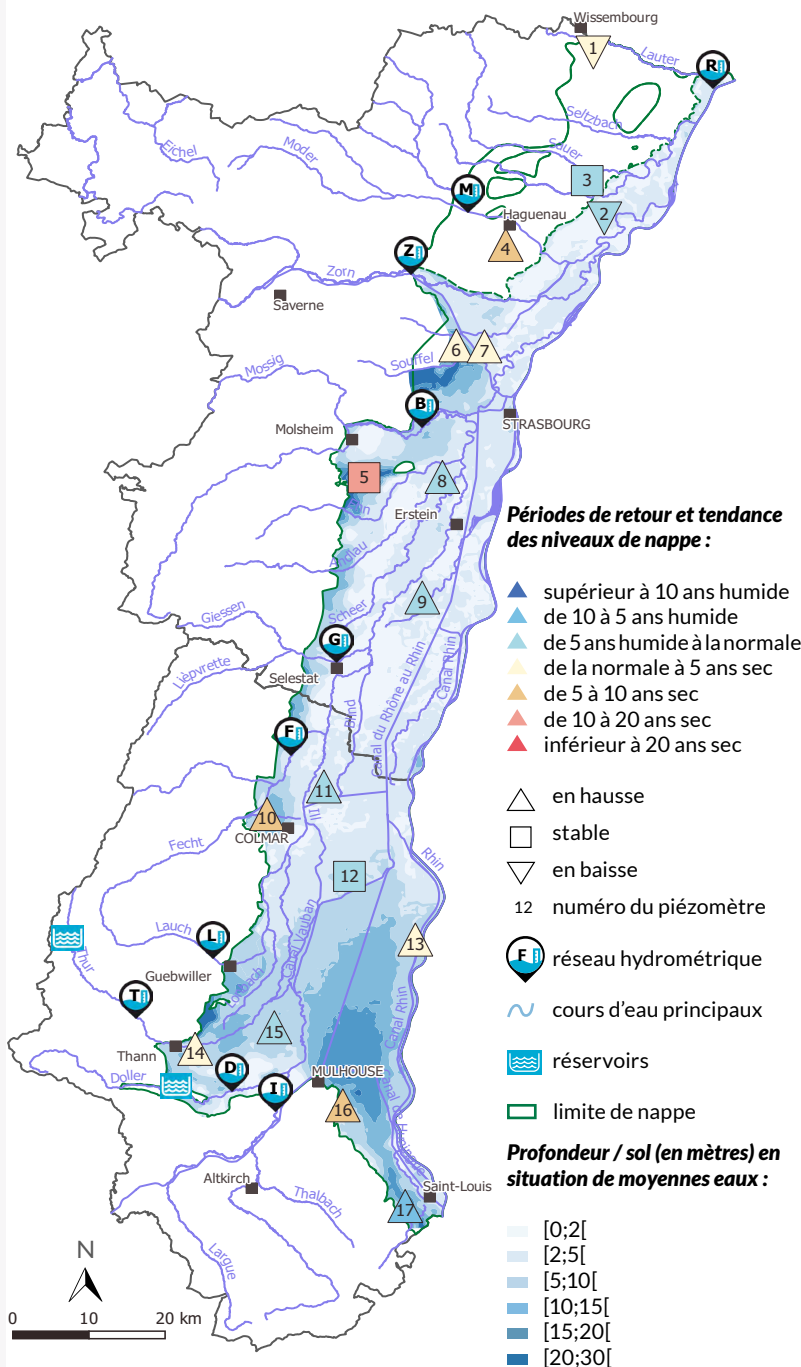 Wissembourg
1
Lauter
R
Seltzbach
Eichel
Moder
Sauer
3
M
2
Haguenau
4
Z
Zorn
Saverne
6
7
Souffel
Mossig
B
Molsheim
STRASBOURG
5
8
Erstein
Andlau
9
Scheer
Giessen
G
Selestat
Lièpvrette
Blind
Canal du Rhône au Rhin
Canal Rhin
F
11
10
COLMAR
Ill
Fecht
Rhin
12
13
Lauch
L
Thur
Guebwiller
Canal Vauban
T
Canal Rhin
15
14
Thann
Doller
D
I
MULHOUSE
16
Altkirch
Thalbach
Saint-Louis
17
Largue
N
0 10 20 km
Périodes de retour et tendance
des niveaux de nappe :
supérieur à 10 ans humide
de 10 à 5 ans humide
de 5 ans humide à la normale
de la normale à 5 ans sec
de 5 à 10 ans sec
de 10 à 20 ans sec
inférieur à 20 ans sec
en hausse
stable
en baisse
12 numéro du piézomètre
F réseau hydrométrique
cours d'eau principaux
réservoirs
limite de nappe
Profondeur / sol (en mètres) en
situation de moyennes eaux :
[0;2[
[2;5[
[5;10[
[10;15[
[15;20[
[20;30[